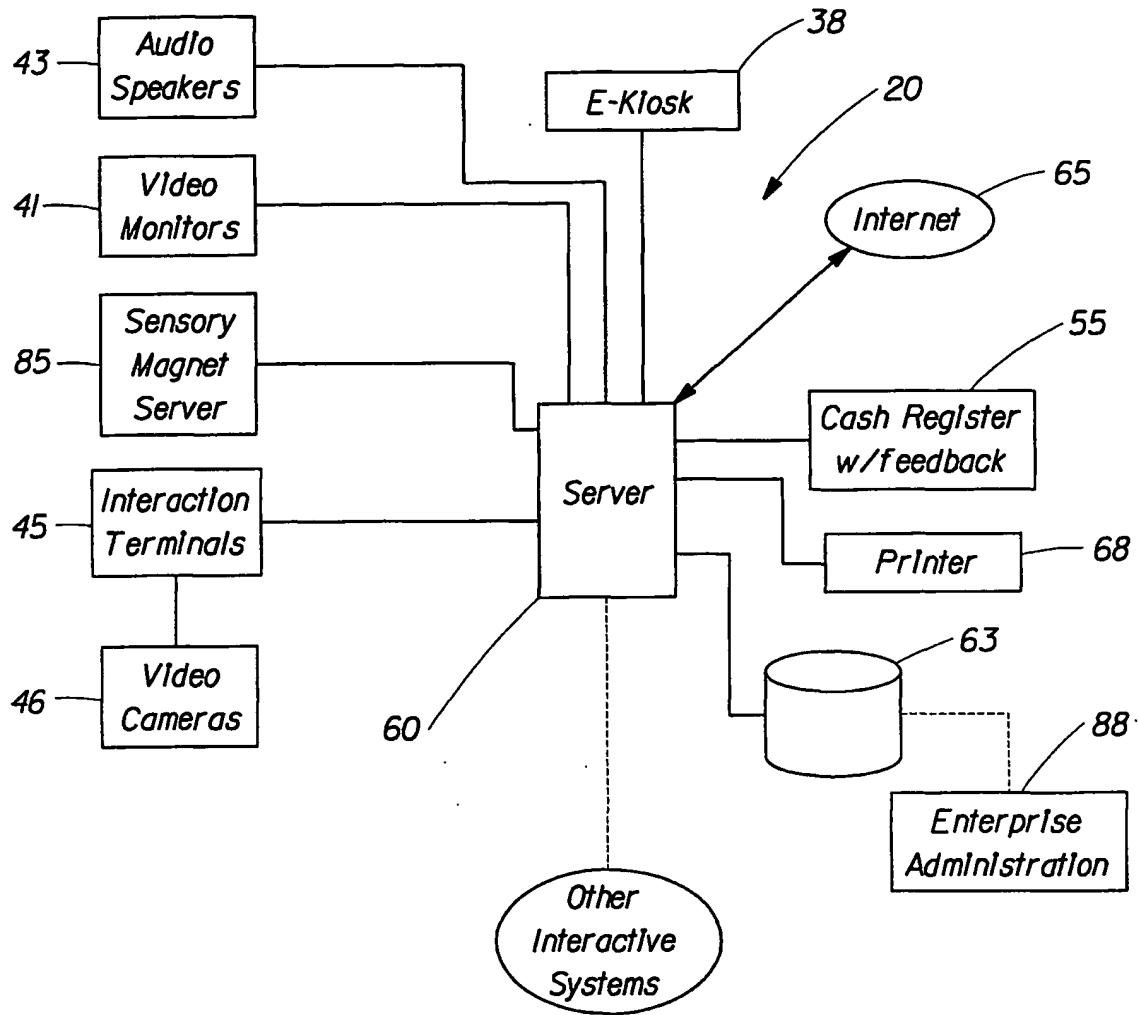 43
Audio
Speakers
38
E-Kiosk
20
65
Internet
41
Video
Monitors
85
Sensory
Magnet
Server
55
Cash Register
w/feedback
Server
45
Interaction
Terminals
Printer
68
46
Video
Cameras
60
63
88
Enterprise
Administration
Other
Interactive
Systems